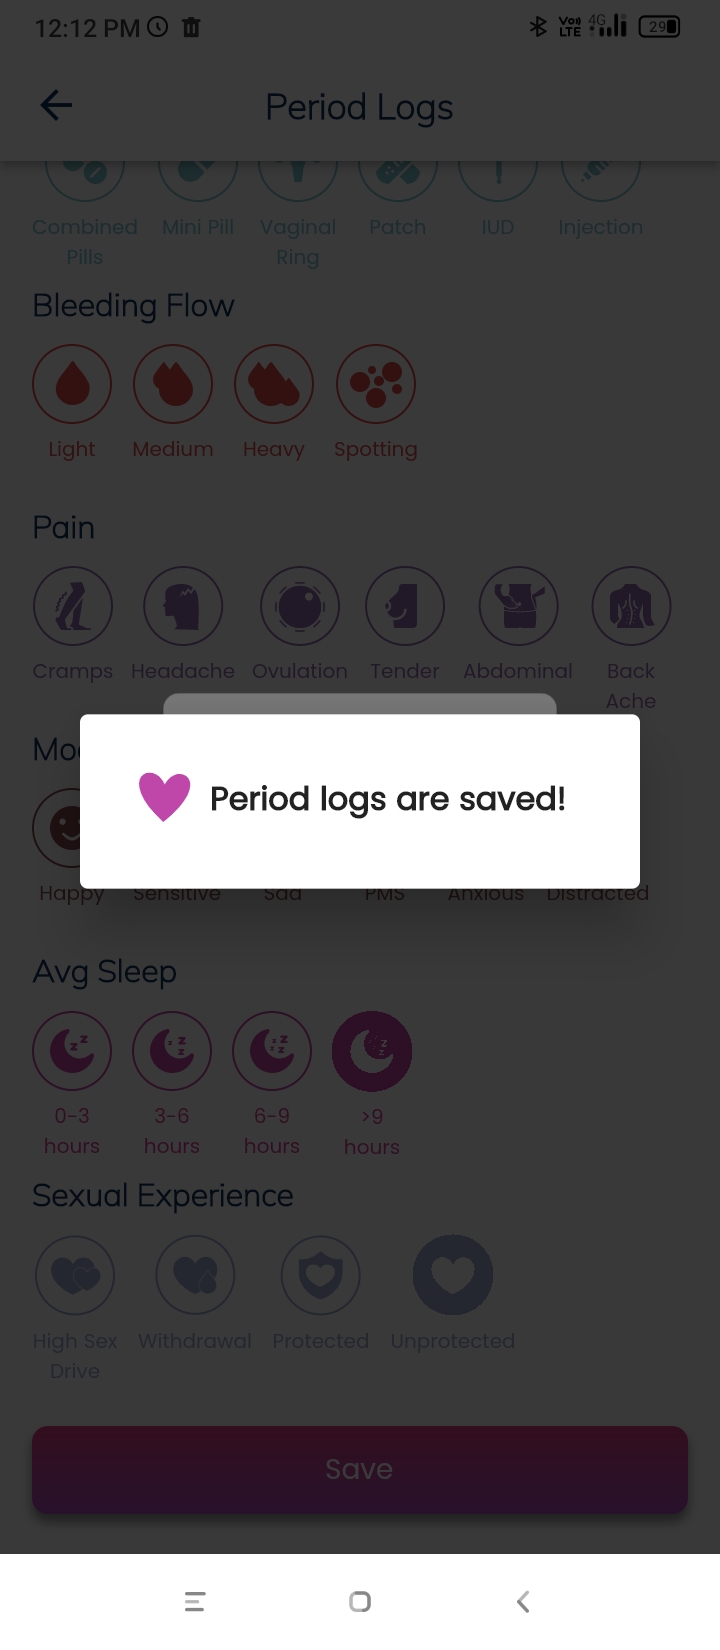 12:12 PM
Vo)) LTE 4G 29
Period Logs
Combined Pills Mini Pill Vaginal Ring Patch IUD Injection
Bleeding Flow
Light Medium Heavy Spotting
Pain
Cramps Headache Ovulation Tender Abdominal Back Ache
Moo
Period logs are saved!
Happy Sensitive Sad PMS Anxious Distracted
Avg Sleep
0-3 hours 3-6 hours 6-9 hours >9 hours
Sexual Experience
High Sex Drive Withdrawal Protected Unprotected
Save